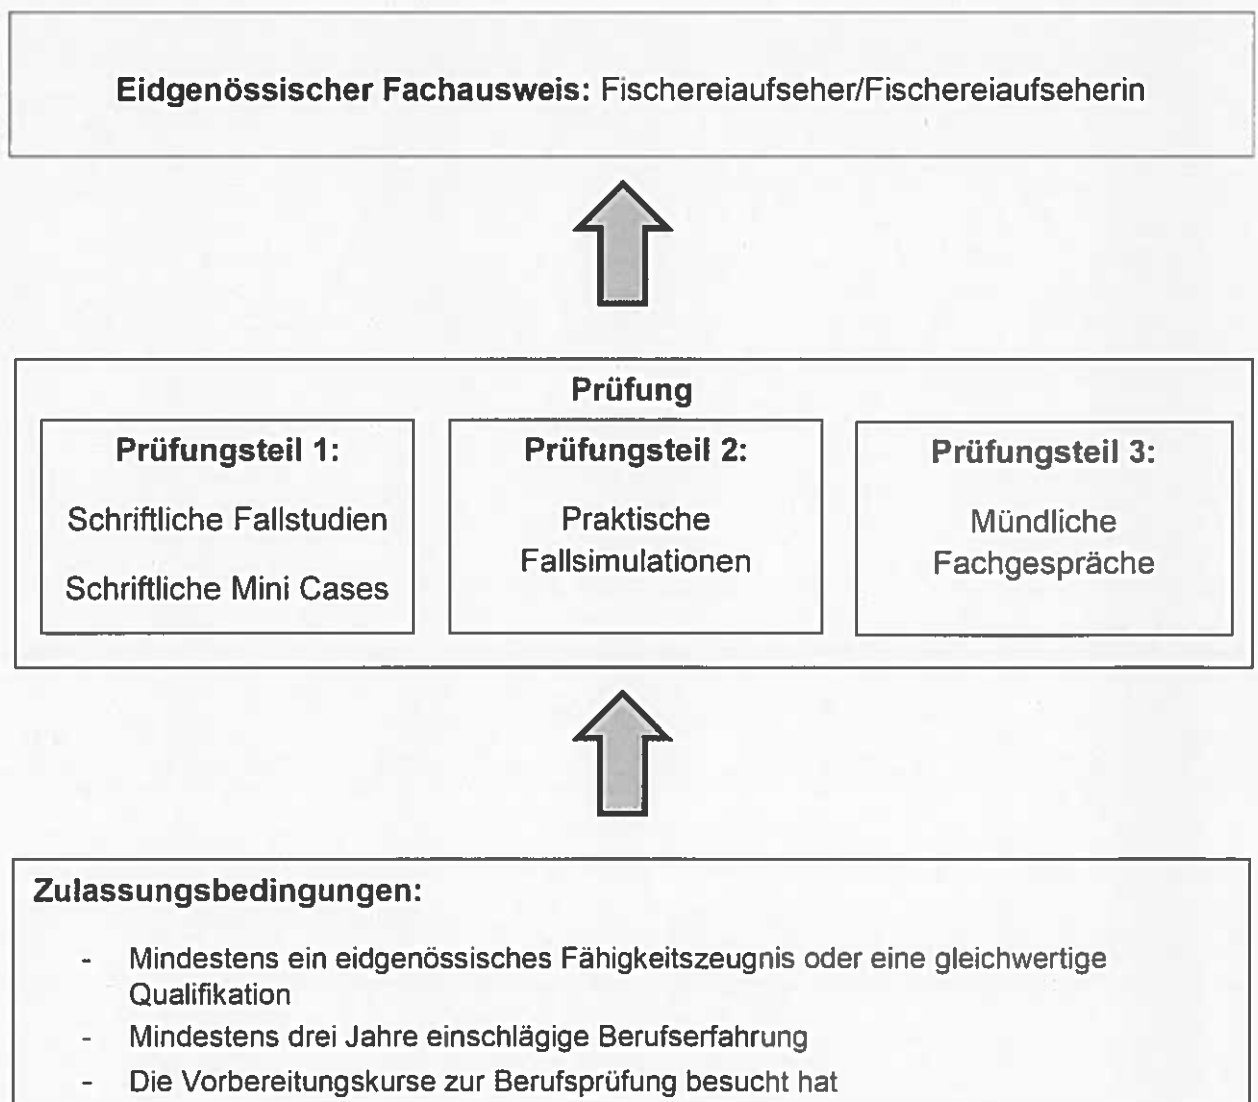 Eidgenössischer Fachausweis: Fischereiaufseher/Fischereiaufseherin
Prüfung
Prüfungsteil 1:
Schriftliche Fallstudien
Schriftliche Mini Cases
Prüfungsteil 2:
Praktische
Fallsimulationen
Prüfungsteil 3:
Mündliche
Fachgespräche
Zulassungsbedingungen:
- Mindestens ein eidgenössisches Fähigkeitszeugnis oder eine gleichwertige
Qualifikation
- Mindestens drei Jahre einschlägige Berufserfahrung
- Die Vorbereitungskurse zur Berufsprüfung besucht hat